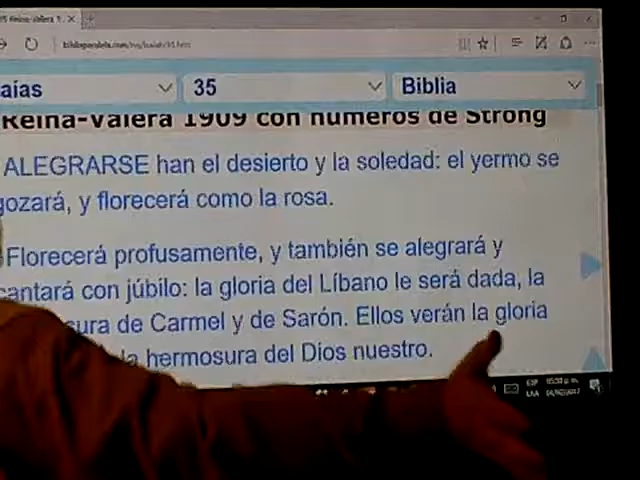 aías 35 Biblia
Reina-Valera 1909 con números de Strong
ALEGRARSE han el desierto y la soledad: el yermo se
gozará, y florecerá como la rosa.
Florecerá profusamente, y también se alegrará y
cantará con júbilo: la gloria del Líbano le será dada, la
sura de Carmel y de Sarón. Ellos verán la gloria
la hermosura del Dios nuestro.
ESP